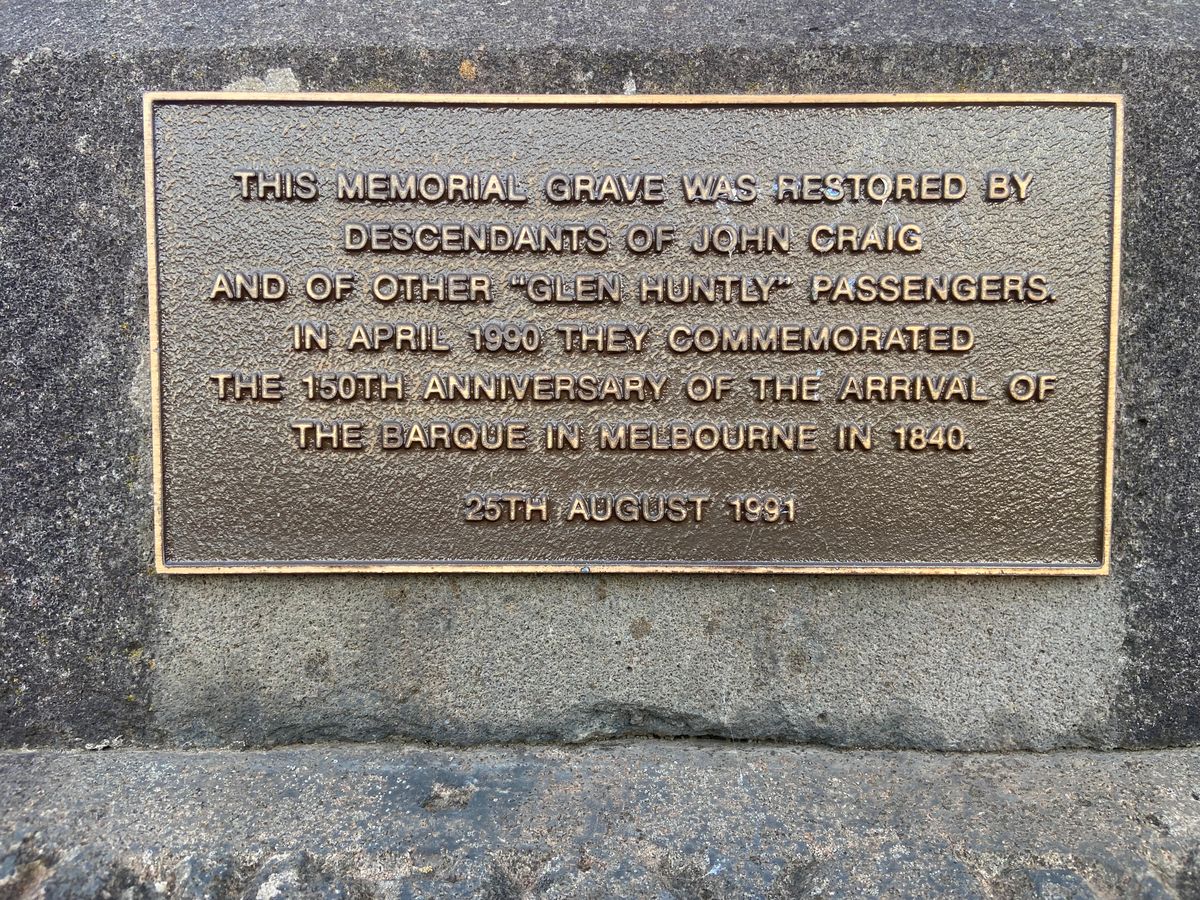 THIS MEMORIAL GRAVE WAS RESTORED BY
DESCENDANTS OF JOHN CRAIG
AND OF OTHER "GLEN HUNTLY" PASSENGERS.
IN APRIL 1990 THEY COMMEMORATED
THE 150TH ANNIVERSARY OF THE ARRIVAL OF
THE BARQUE IN MELBOURNE IN 1840.
25TH AUGUST 1991